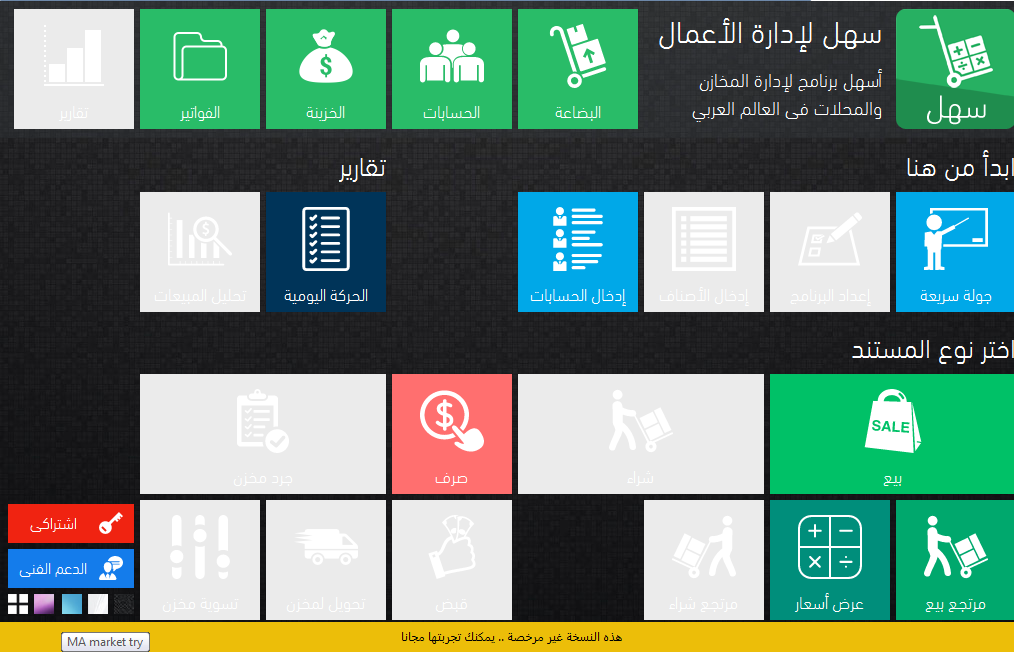 سهل لإدارة الأعمال
أسهل برنامج لإدارة المخازن
والمحلات فى العالم العربي
سهل
البضاعة
الحسابات
الخزينة
الفواتير
تقارير
ابدأ من هنا
تقارير
جولة سريعة
إعداد البرنامج
إدخال الأصناف
إدخال الحسابات
الحركة اليومية
تحليل المبيعات
اختر نوع المستند
SALE
بيع
شراء
صرف
جرد مخزن
مرتجع بيع
عرض أسعار
مرتجع شراء
قبض
تحويل لمخزن
تسوية مخزن
اشتراكى
الدعم الفنى
هذه النسخة غير مرخصة .. يمكنك تجربتها مجانا
MA market try